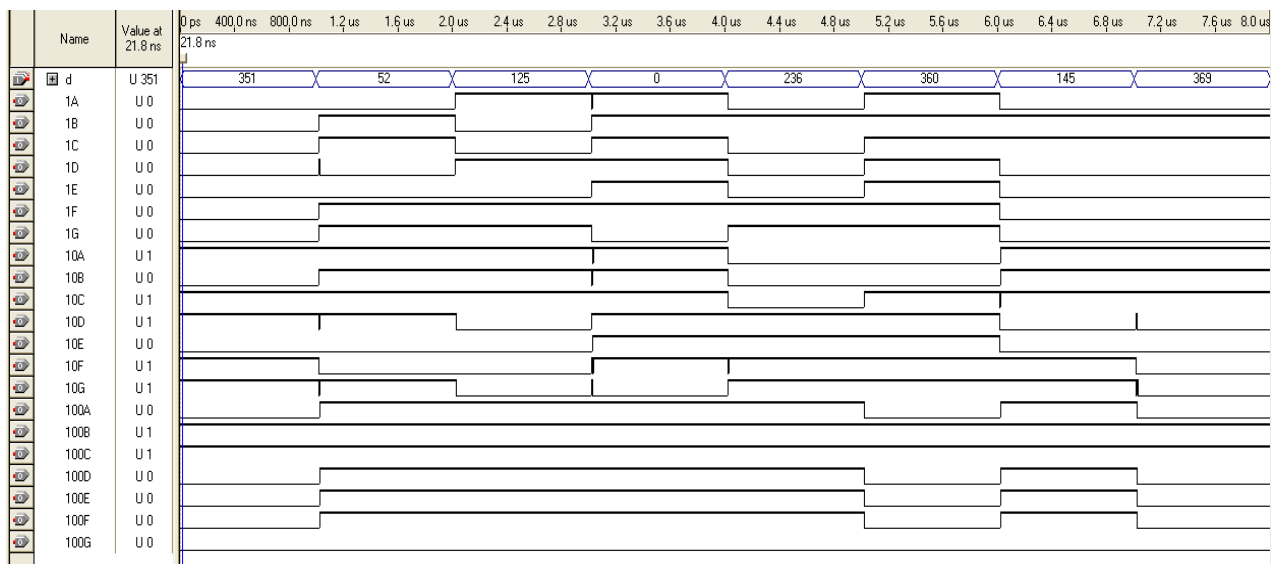 Name Value at 21.8 ns 0 ps 400.0 ns 800.0 ns 1.2 us 1.6 us 2.0 us 2.4 us 2.8 us 3.2 us 3.6 us 4.0 us 4.4 us 4.8 us 5.2 us 5.6 us 6.0 us 6.4 us 6.8 us 7.2 us 7.6 us 8.0 us
21.8 ns
d U 351 351 52 125 0 236 360 145 369
1A U 0
1B U 0
1C U 0
1D U 0
1E U 0
1F U 0
1G U 0
10A U 1
10B U 0
10C U 1
10D U 1
10E U 0
10F U 1
10G U 1
100A U 0
100B U 1
100C U 1
100D U 0
100E U 0
100F U 0
100G U 0